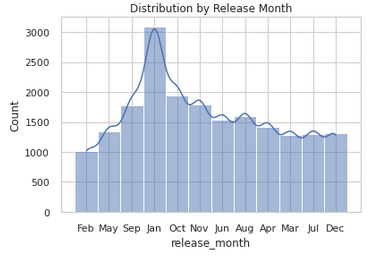 Distribution by Release Month
Count
3000
2500
2000
1500
1000
500
0
Feb May Sep Jan Oct Nov Jun Aug Apr Mar Jul Dec
release_month